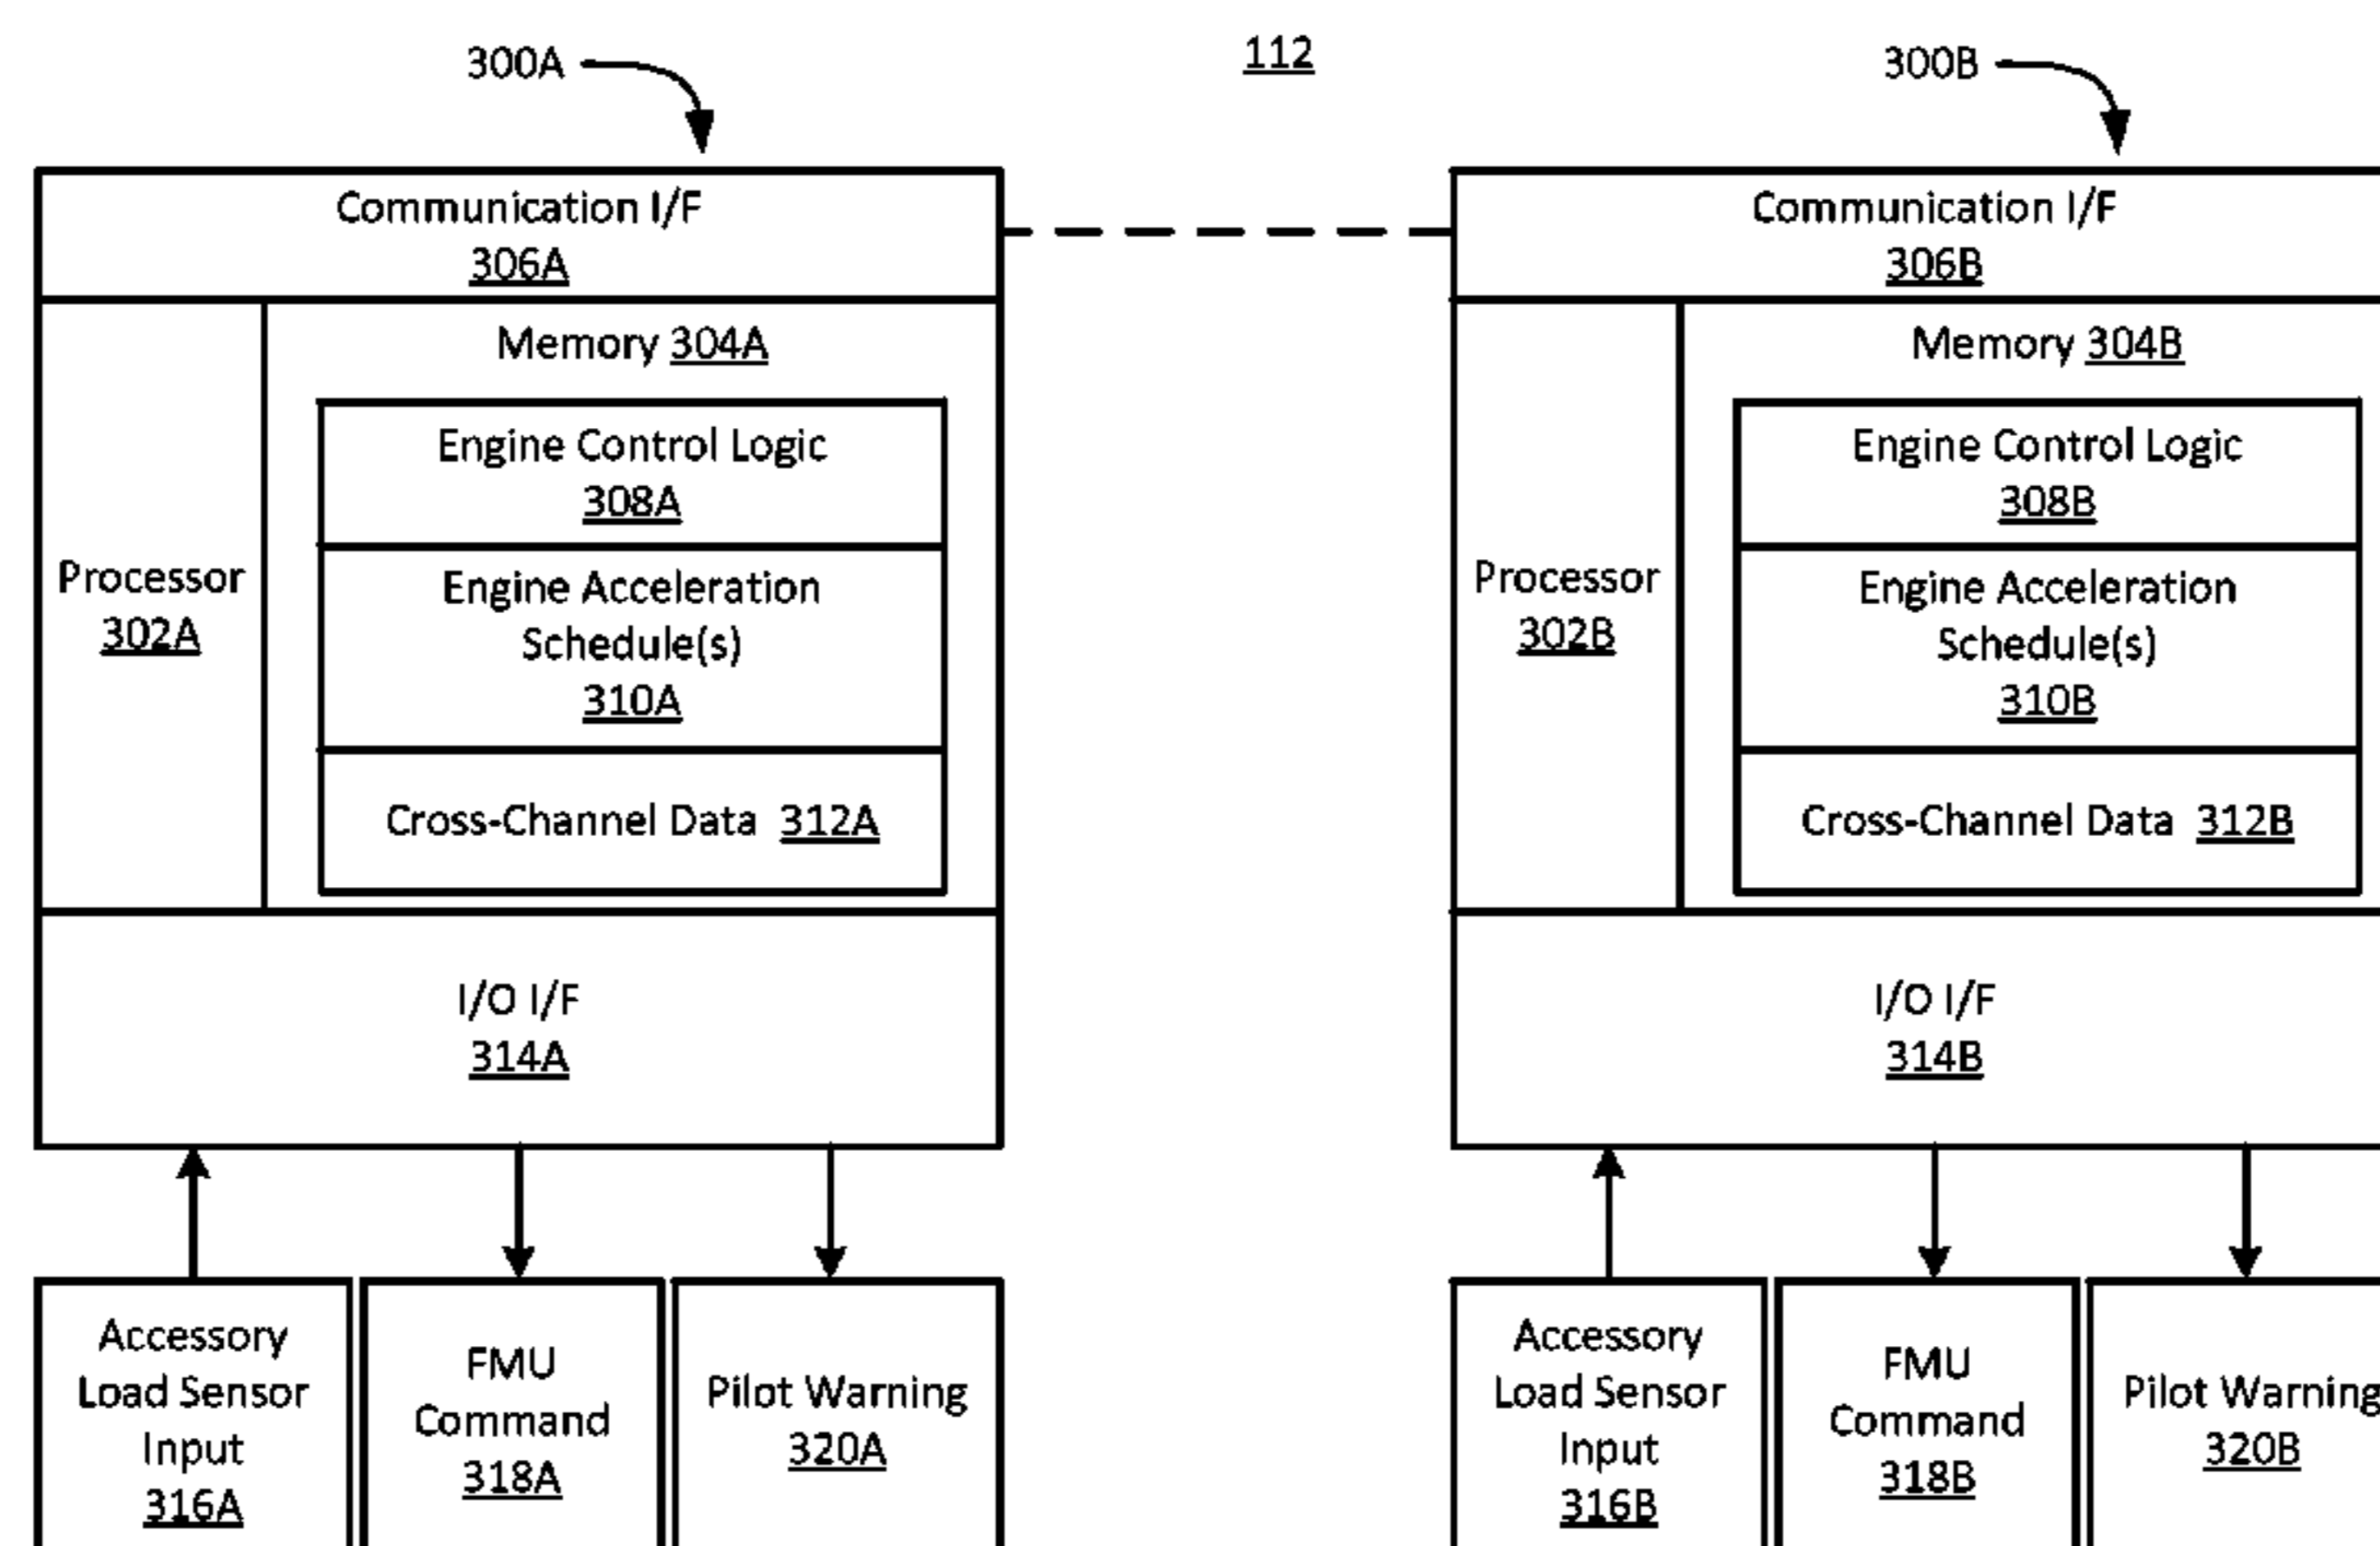 112
300A
Communication I/F
306A
Processor
302A
Memory 304A
Engine Control Logic
308A
Engine Acceleration
Schedule(s)
310A
Cross-Channel Data 312A
I/O I/F
314A
Accessory
Load Sensor
Input
316A
FMU
Command
318A
Pilot Warning
320A
300B
Communication I/F
306B
Processor
302B
Memory 304B
Engine Control Logic
308B
Engine Acceleration
Schedule(s)
310B
Cross-Channel Data 312B
I/O I/F
314B
Accessory
Load Sensor
Input
316B
FMU
Command
318B
Pilot Warning
320B